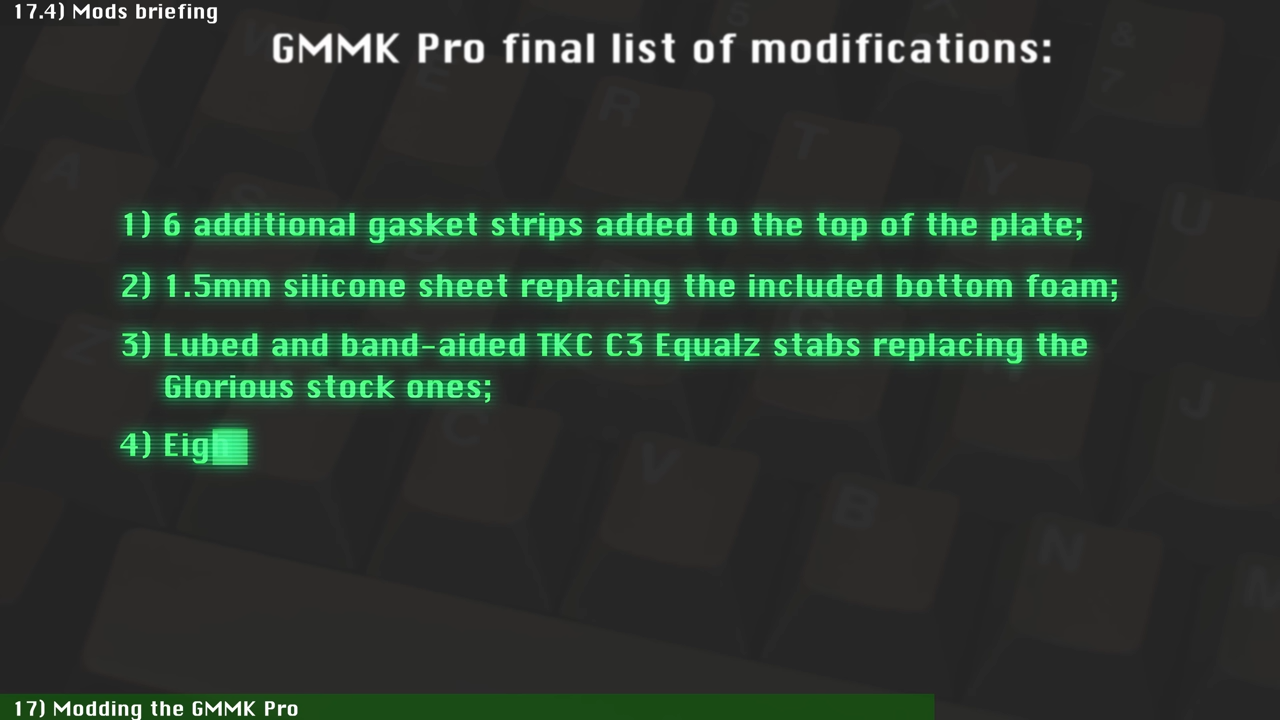 17.4) Mods briefing
GMMK Pro final list of modifications:
1) 6 additional gasket strips added to the top of the plate;
2) 1.5mm silicone sheet replacing the included bottom foam;
3) Lubed and band-aided TKC C3 Equalz stabs replacing the
Glorious stock ones;
4) Eigh
17) Modding the GMMK Pro